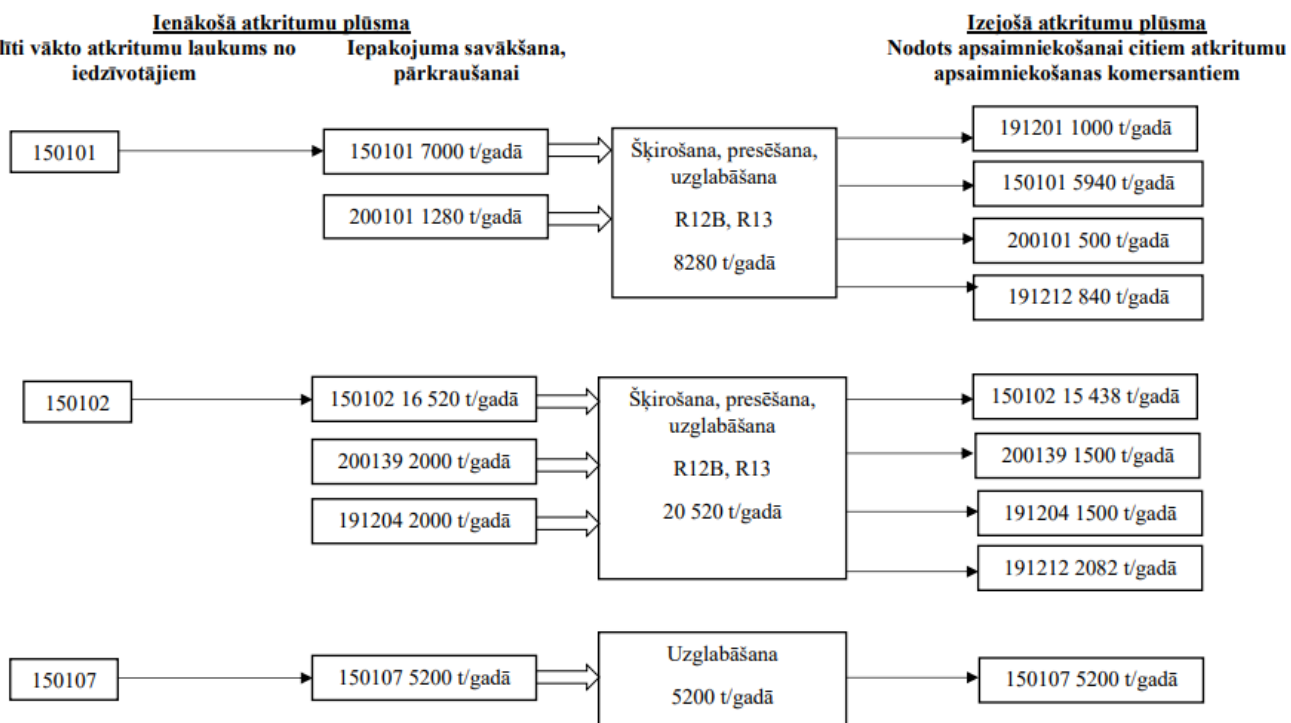 Ienākošā atkritumu plūsma
Izejošā atkritumu plūsma
līti vākto atkritumu laukums no
iedzīvotājiem
Iepakojuma savākšana,
pārkraušanai
Nodots apsaimniekošanai citiem atkritumu
apsaimniekošanas komersantiem
150101
150101 7000 t/gadā
200101 1280 t/gadā
Šķirošana, presēšana,
uzglabāšana
R12B, R13
8280 t/gadā
191201 1000 t/gadā
150101 5940 t/gadā
200101 500 t/gadā
191212 840 t/gadā
150102
150102 16 520 t/gadā
200139 2000 t/gadā
191204 2000 t/gadā
Šķirošana, presēšana,
uzglabāšana
R12B, R13
20 520 t/gadā
150102 15 438 t/gadā
200139 1500 t/gadā
191204 1500 t/gadā
191212 2082 t/gadā
150107
150107 5200 t/gadā
Uzglabāšana
5200 t/gadā
150107 5200 t/gadā